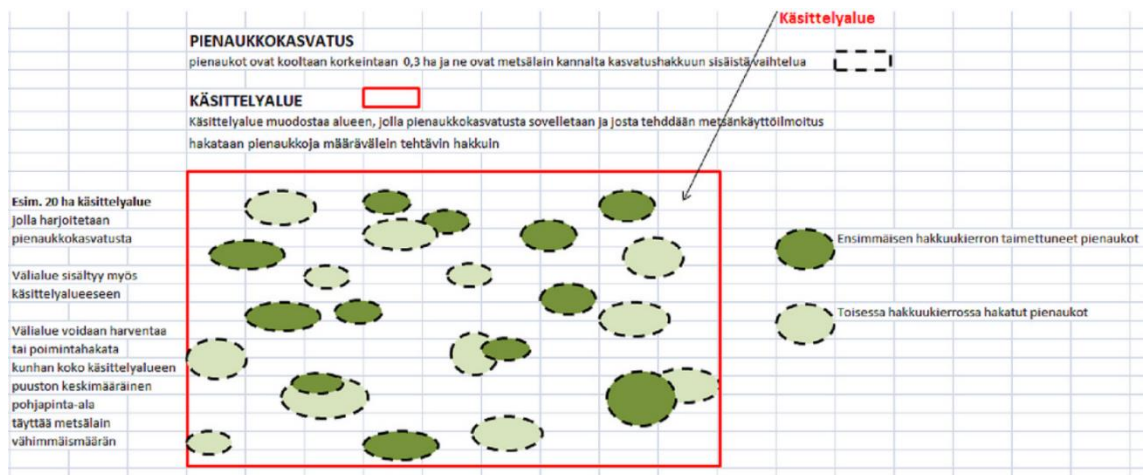 Käsittelyalue
PIENAUKKOKASVATUS
pienaukot ovat kooltaan korkeintaan 0,3 ha ja ne ovat metsälain kannalta kasvatushakkuun sisäistä vaihtelua
KÄSITTELYALUE
Käsittelyalue muodostaa alueen, jolla pienaukkokasvatusta sovelletaan ja josta tehddään metsänkäyttöilmoitus
hakataan pienaukkoja määrävälein tehtävin hakkuin
Esim. 20 ha käsittelyalue
Jolla harjoitetaan
pienaukkokasvatusta
Välialue sisältyy myös
käsittelyalueeseen
Välialue voidaan harventaa
tai poimintahakata
kunhan koko käsittelyalueen
puuston keskimääräinen
pohjapinta-ala
täyttää metsälain
vähimmäismäärän
Ensimmäisen hakkuukierron taimettuneet pienaukot
Toisessa hakkuukierrossa hakatut pienaukot